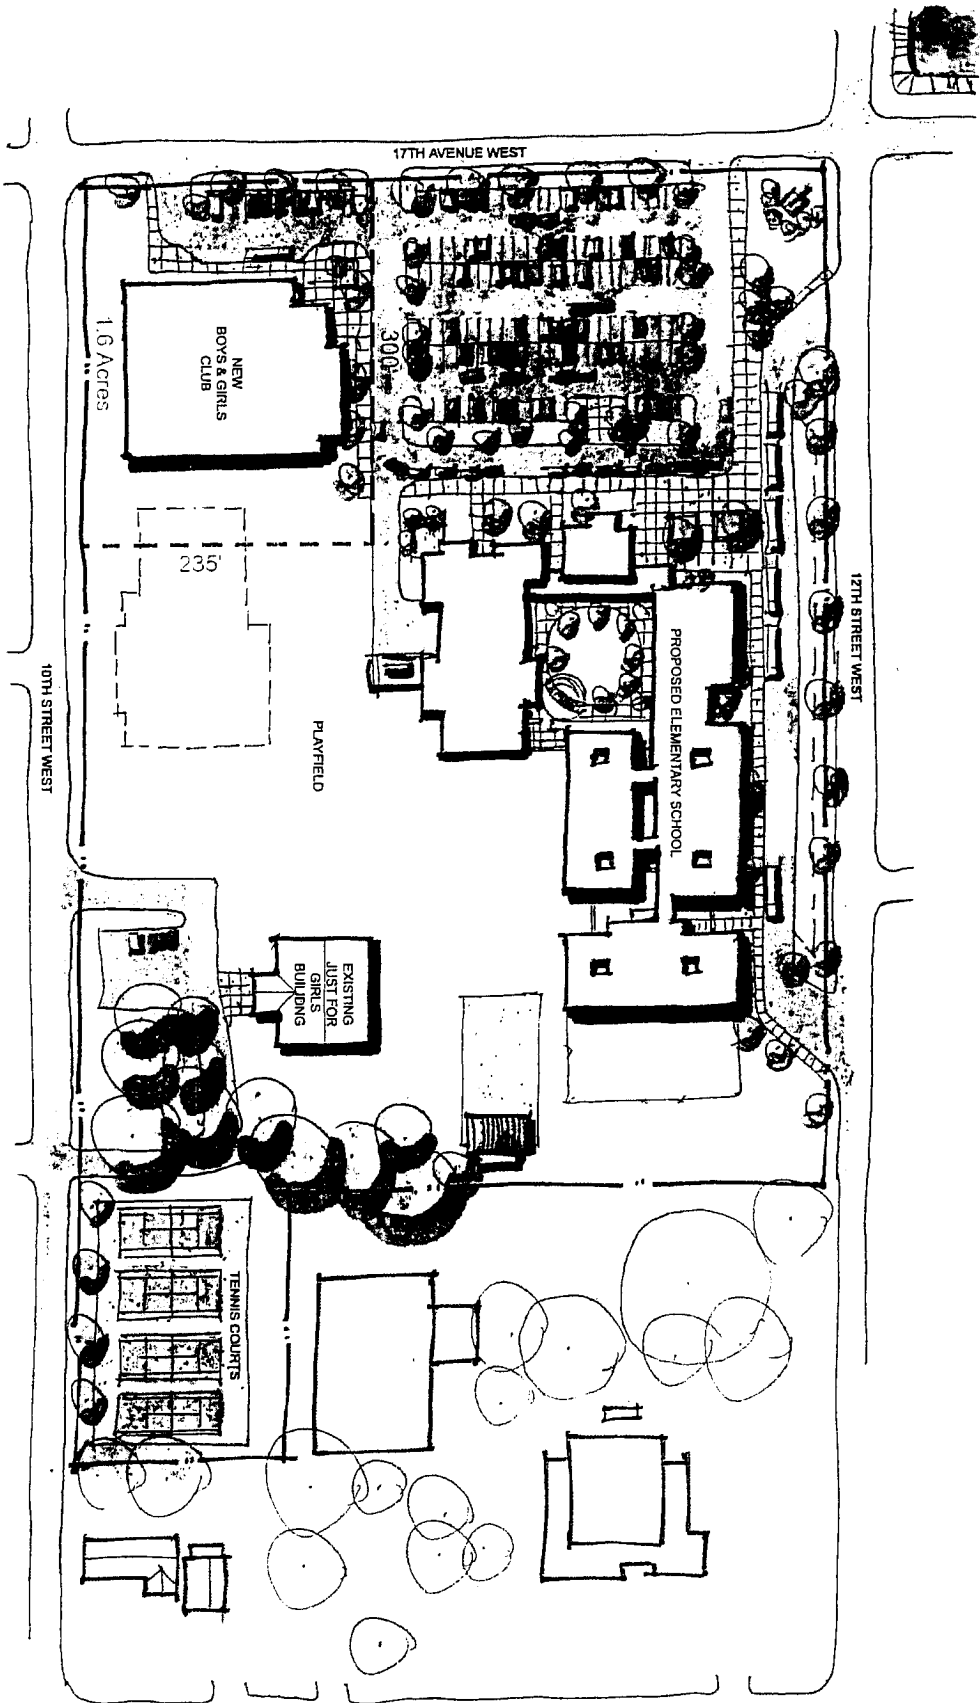 17TH AVENUE WEST
NEW
BOYS & GIRLS
CLUB
1.6 Acres
300'
235'
12TH STREET WEST
PROPOSED ELEMENTARY SCHOOL
10TH STREET WEST
PLAYFIELD
EXISTING
JUST FOR
GIRLS
BUIUDING
TENNIS COURTS